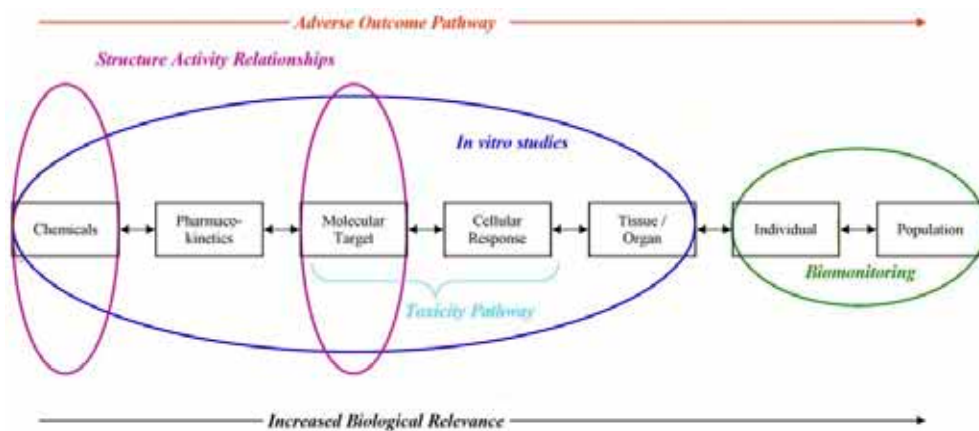 Adverse Outcome Pathway
Structure Activity Relationships
In vitro studies
Chemicals
Pharmaco-
kinetics
Molecular
Target
Cellular
Response
Tissue /
Organ
Individual
Population
Biomonitoring
Toxicity Pathway
Increased Biological Relevance